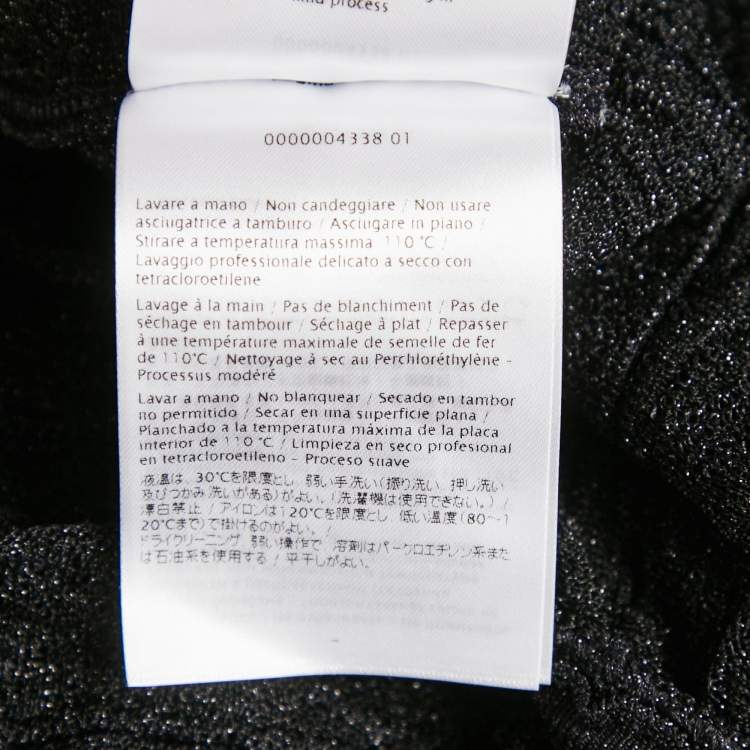 process
0000004338 01
Lavare a mano / Non candeggiare / Non usare
asciugatrice a tamburo / Asciugare in piano /
Stirare a temperatura massima 110 °C /
Lavaggio professionale delicato a secco con
tetracloroetilene
Lavage à la main / Pas de blanchiment / Pas de
séchage en tambour / Séchage à plat / Repasser
à une température maximale de semelle de fer
de 110°C / Nettoyage à sec au Perchloréthylène -
Processus modéré
Lavar a mano / No blanquear / Secado en tambor
no permitido / Secar en una superficie plana /
Planchado a la temperatura máxima de la placa
interior de 110 °C / Limpieza en seco profesional
en tetracloroetileno - Proceso suave
液温は、30℃を限度とし、弱い手洗い(振り洗い、押し洗い
及びつかみ洗いがある)がよい。(洗濯機は使用できない。) /
漂白禁止 / アイロンは120℃を限度とし、低い温度(80～1
20℃まで)で掛けるのがよい。 /
ドライクリーニング、弱い操作で、溶剤はパークロエチレン系また
は石油系を使用する / 平干しがよい。